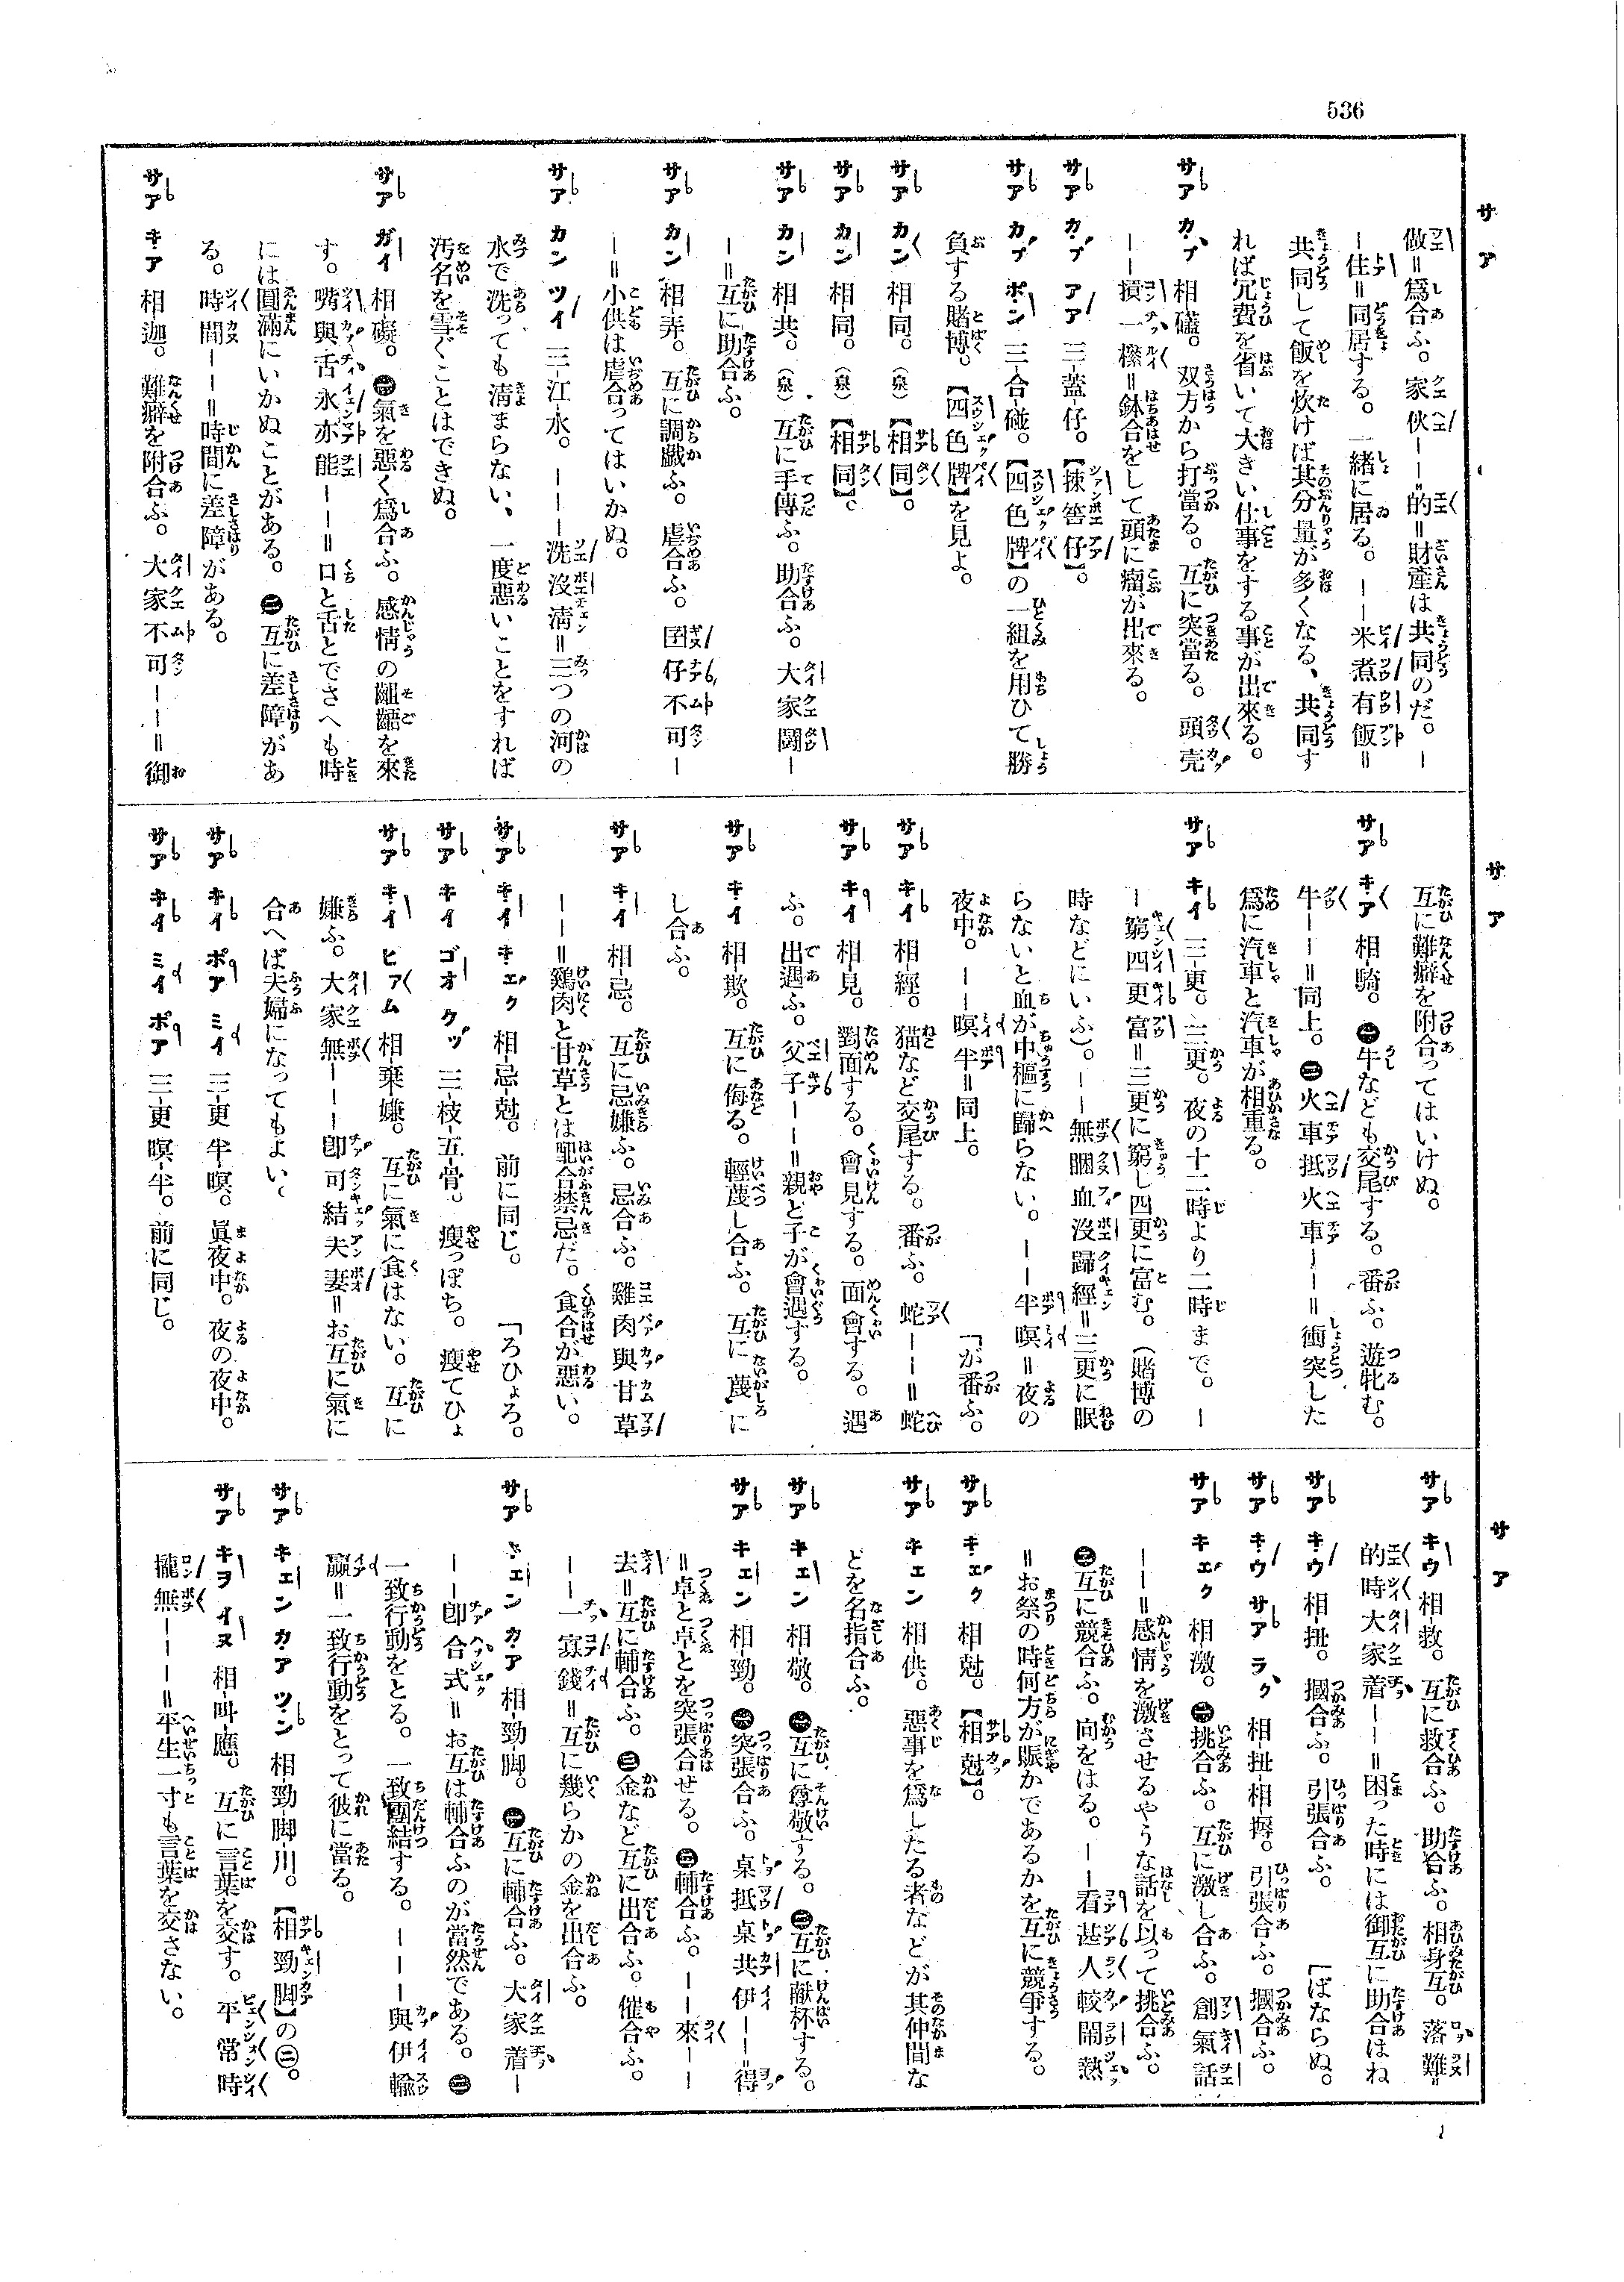 536
サア
做＝爲合ふ。家伙－－的＝財產は共同のだ。－
－住＝同居する。一緒に居る。－－米煮有飯＝
共同して飯を炊けば其分量が多くなる、共同す
れば冗費を省いて大きい仕事をする事が出來る。
サア カ 相磕。双方から打當る。互に突當る。頭壳
－－摃一擽＝鉢合をして頭に瘤が出來る。
サア カプ アア 三蓋仔。【揀簪仔】。
サア カプ ポン 三合碰。【四色牌】の一組を用ひて勝
負する賭博。【四色牌】を見よ。
サア カン 相同。（泉）【相同】。
サア カン 相同。（泉）【相同】。
サア カン 相共。（泉）互に手傳ふ。助合ふ。大家鬪－
－＝互に助合ふ。
サア カン 相弄。互に調戲ふ。虐合ふ。囝仔不可－
－＝小供は虐合ってはいかぬ。
サア カン ツイ 三江水。－－－洗沒淸＝三つの河の
水で洗っても淸まらない、一度惡いことをすれば
汚名を雪ぐことはできぬ。
サア ガイ 相礙。㊀氣を惡く爲合ふ。感情の齟齬を來
す。嘴與舌永亦能－－＝口と舌とでさへも時
には圓滿にいかぬことがある。㊁互に差障があ
る。時間－－＝時間に差障がある。
サア キア 相迦。難癖を附合ふ。大家不可－－＝御
サア
互に難癖を附合ってはいけぬ。
サア キア 相騎。㊀牛なども交尾する。番ふ。遊牝む。
牛－－＝同上。㊁火車抵火車－－＝衝突した
爲に汽車と汽車が相重る。
サア キイ 三更。三更。夜の十二時より二時まで。－
－窮四更富＝三更に窮し四更に富む。（賭博の
時などにいふ）。－－無睏血沒歸經＝三更に眠
らないと血が中樞に歸らない。－－半暝＝夜の
夜中。－－暝半＝同上。「が番ふ。
サア キイ 相經。猫など交尾する。番ふ。蛇－－＝蛇
サア キイ 相見。對面する。會見する。面會する。遇
ふ。出遇ふ。父子－－＝親と子が會遇する。
サア キイ 相欺。互に侮る。輕蔑し合ふ。互に蔑に
し合ふ。
サア キイ 相忌。互に忌嫌ふ。忌合ふ。雞肉與甘草
－－＝鷄肉と甘草とは配合禁忌だ。食合が惡い。
サア キイ キェク 相忌尅。前に同じ。「ろひょろ。
サア キイ ゴオ クッ 三枝五骨。瘦っぽち。瘦てひょ
サア キイ ヒアム 相棄嫌。互に氣に食はない。互に
嫌ふ。大家無－－－卽可結夫妻＝お互に氣に
合へば夫婦になってもよい。
サア キイ ポア ミイ 三更半暝。眞夜中。夜の夜中。
サア キイ ミイ ポア 三更暝半。前に同じ。
サア
サア キウ 相救。互に救合ふ。助合ふ。相身互。落難＝
的時大家着－－＝困った時には御互に助合はね
サア キウ 相扭。摑合ふ。引張合ふ。「ばならぬ。
サア キウ サア ラク 相扭相搙。引張合ふ。摑合ふ。
サア キェク 相激。㊀挑合ふ。互に激し合ふ。創氣話
－－＝感情を激させるやうな話を以って挑合ふ。
㊁互に競合ふ。向をはる。－－看甚人較鬧熱
＝お祭の時何方が賑かであるかを互に競爭する。
サア キェク 相尅。【相尅】。
サア キェン 相供。惡事を爲したる者などが其仲間な
どを名指合ふ。
サア キェン 相敬。㊀互に尊敬する。㊁互に献杯する。
サア キェン 相勁。㊀突張合ふ。桌抵桌共伊－－得
＝卓と卓とを突張合せる。㊁輔合ふ。－－來－－
去＝互に輔合ふ。㊂金など互に出合ふ。催合ふ。
－－一寡錢＝互に幾らかの金を出合ふ。
サア キェン カア 相勁脚。㊀互に輔合ふ。大家着－
－－卽合式＝お互は輔合ふのが當然である。㊁
一致行動をとる。一致團結する。－－－與伊輸
贏＝一致行動をとって彼に當る。
サア キェン カア ツン 相勁脚川。【相勁脚】の㊁。
サア キヲ イヌ 相叫應。互に言葉を交す。平常時
攏無－－－＝平生一寸も言葉を交さない。